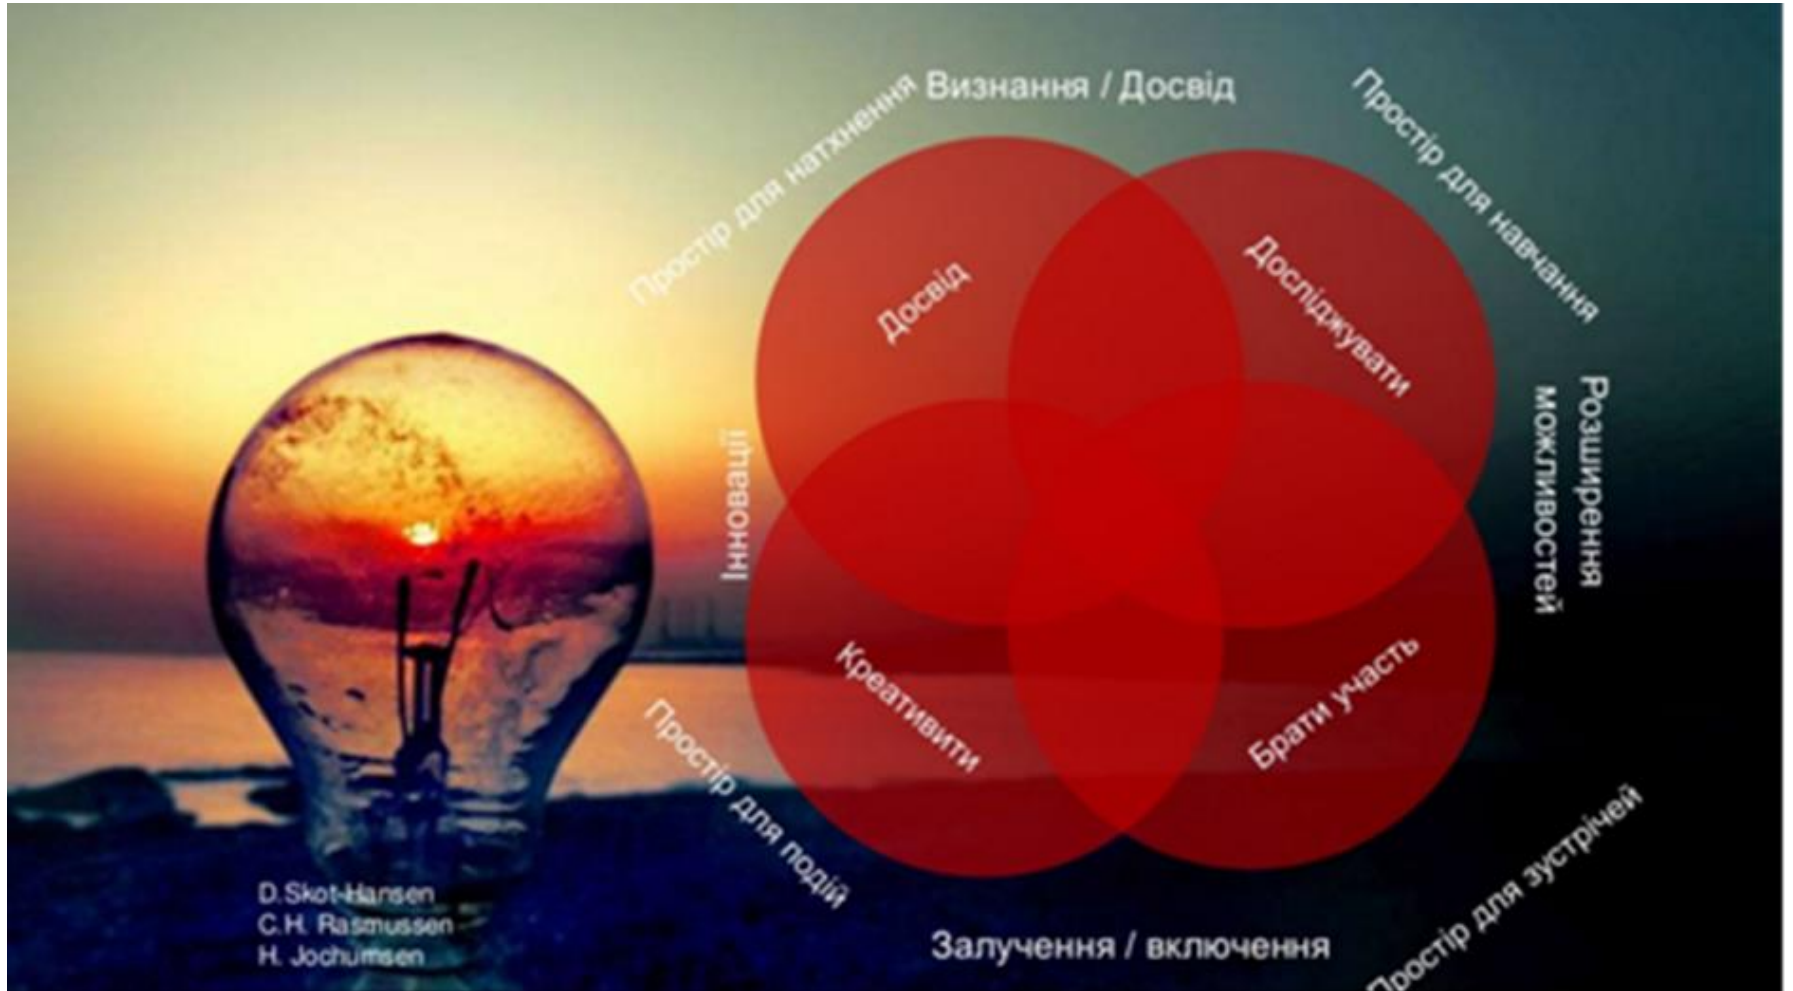 Визнання / Досвід
Простір для натхнення
Простір для навчання
Досвід
Досліджувати
Інновації
Розширення
можливостей
Креативити
Брати участь
Простір для подій
Простір для зустрічей
Залучення / включення
D.Skot-Hansen
C.H. Rasmussen
H. Jochumsen